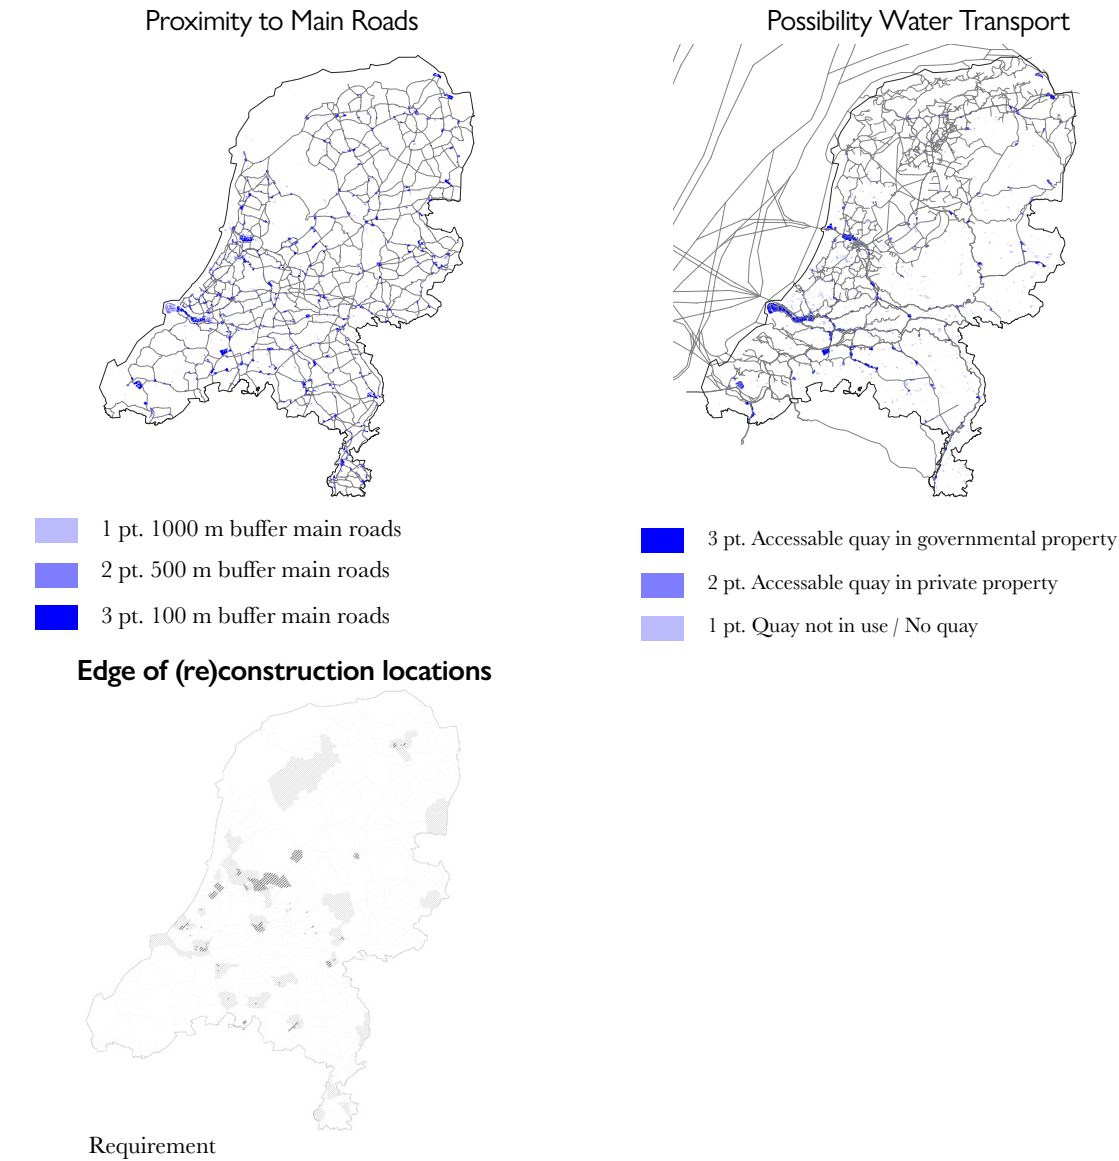 Proximity to Main Roads
1 pt. 1000 m buffer main roads
2 pt. 500 m buffer main roads
3 pt. 100 m buffer main roads
Possibility Water Transport
3 pt. Accessable quay in governmental property
2 pt. Accessable quay in private property
1 pt. Quay not in use / No quay
Edge of (re)construction locations
Requirement